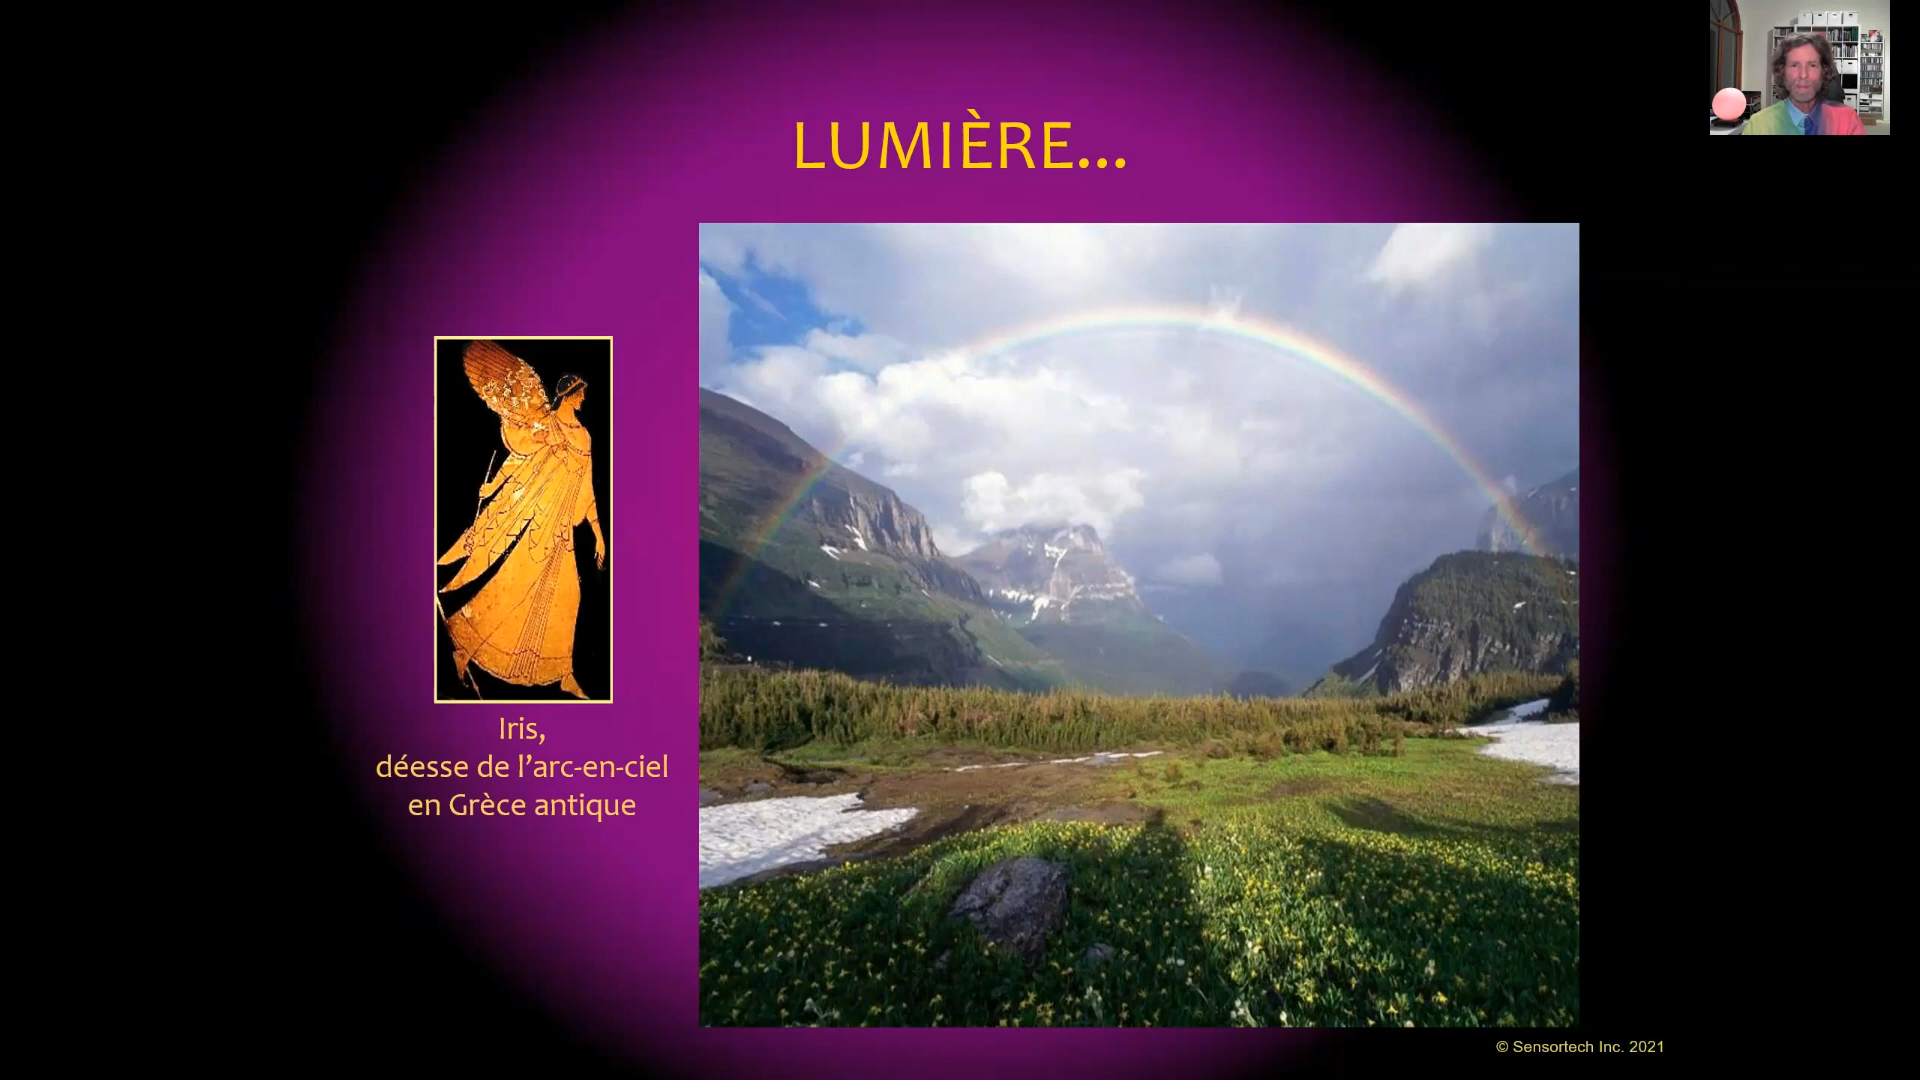 LUMIÈRE...
Iris,
déesse de l’arc-en-ciel
en Grèce antique
© Sensortech Inc. 2021